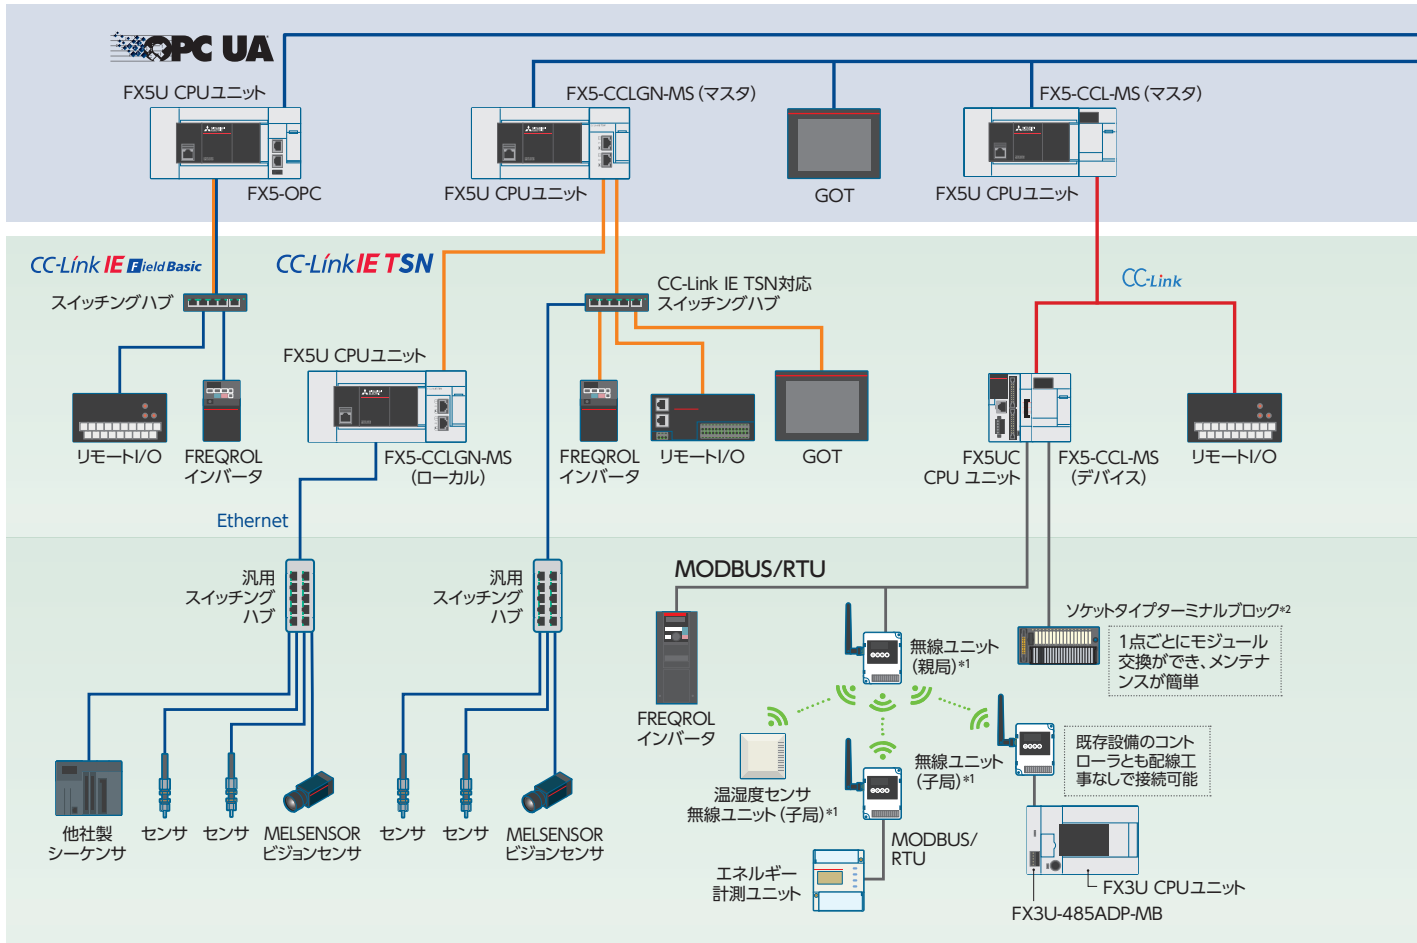 OPC UA
FX5U CPUユニット
FX5-CCLGN-MS（マスタ）
FX5-CCL-MS（マスタ）
FX5-OPC
FX5U CPUユニット
GOT
FX5U CPUユニット
CC-Link IE Field Basic
CC-Link IE TSN
CC-Link
スイッチングハブ
CC-Link IE TSN対応
スイッチングハブ
FX5U CPUユニット
リモートI/O
FREQROL
インバータ
FX5-CCLGN-MS
（ローカル）
FREQROL
インバータ
リモートI/O
GOT
FX5UC
CPU ユニット
FX5-CCL-MS
（デバイス）
リモートI/O
Ethernet
汎用
スイッチング
ハブ
汎用
スイッチング
ハブ
MODBUS/RTU
FREQROL
インバータ
無線ユニット
（親局）*1
ソケットタイプターミナルブロック*2
1点ごとにモジュール
交換ができ、メンテナ
ンスが簡単
温湿度センサ
無線ユニット（子局）*1
無線ユニット
（子局）*1
既存設備のコント
ローラとも配線工
事なしで接続可能
他社製
シーケンサ
センサ
センサ
MELSENSOR
ビジョンセンサ
センサ
センサ
MELSENSOR
ビジョンセンサ
MODBUS/
RTU
エネルギー
計測ユニット
FX3U CPUユニット
FX3U-485ADP-MB